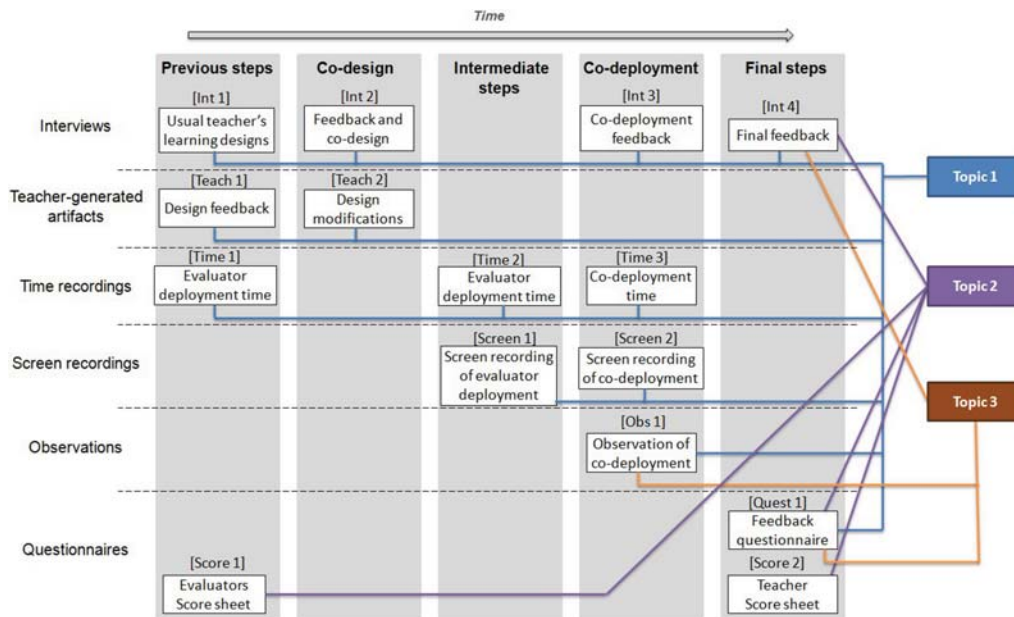 Time
Previous steps
Co-design
Intermediate
steps
Co-deployment
Final steps
Interviews
[Int 1]
Usual teacher's
learning designs
[Int 2]
Feedback and
co-design
[Int 3]
Co-deployment
feedback
[Int 4]
Final feedback
Topic 1
Teacher-generated
artifacts
[Teach 1]
Design feedback
[Teach 2]
Design
modifications
Time recordings
[Time 1]
Evaluator
deployment time
[Time 2]
Evaluator
deployment time
[Time 3]
Co-deployment
time
Topic 2
Screen recordings
[Screen 1]
Screen recording
of evaluator
deployment
[Screen 2]
Screen recording
of co-deployment
Topic 3
Observations
[Obs 1]
Observation of
co-deployment
Questionnaires
[Quest 1]
Feedback
questionnaire
[Score 1]
Evaluators
Score sheet
[Score 2]
Teacher
Score sheet